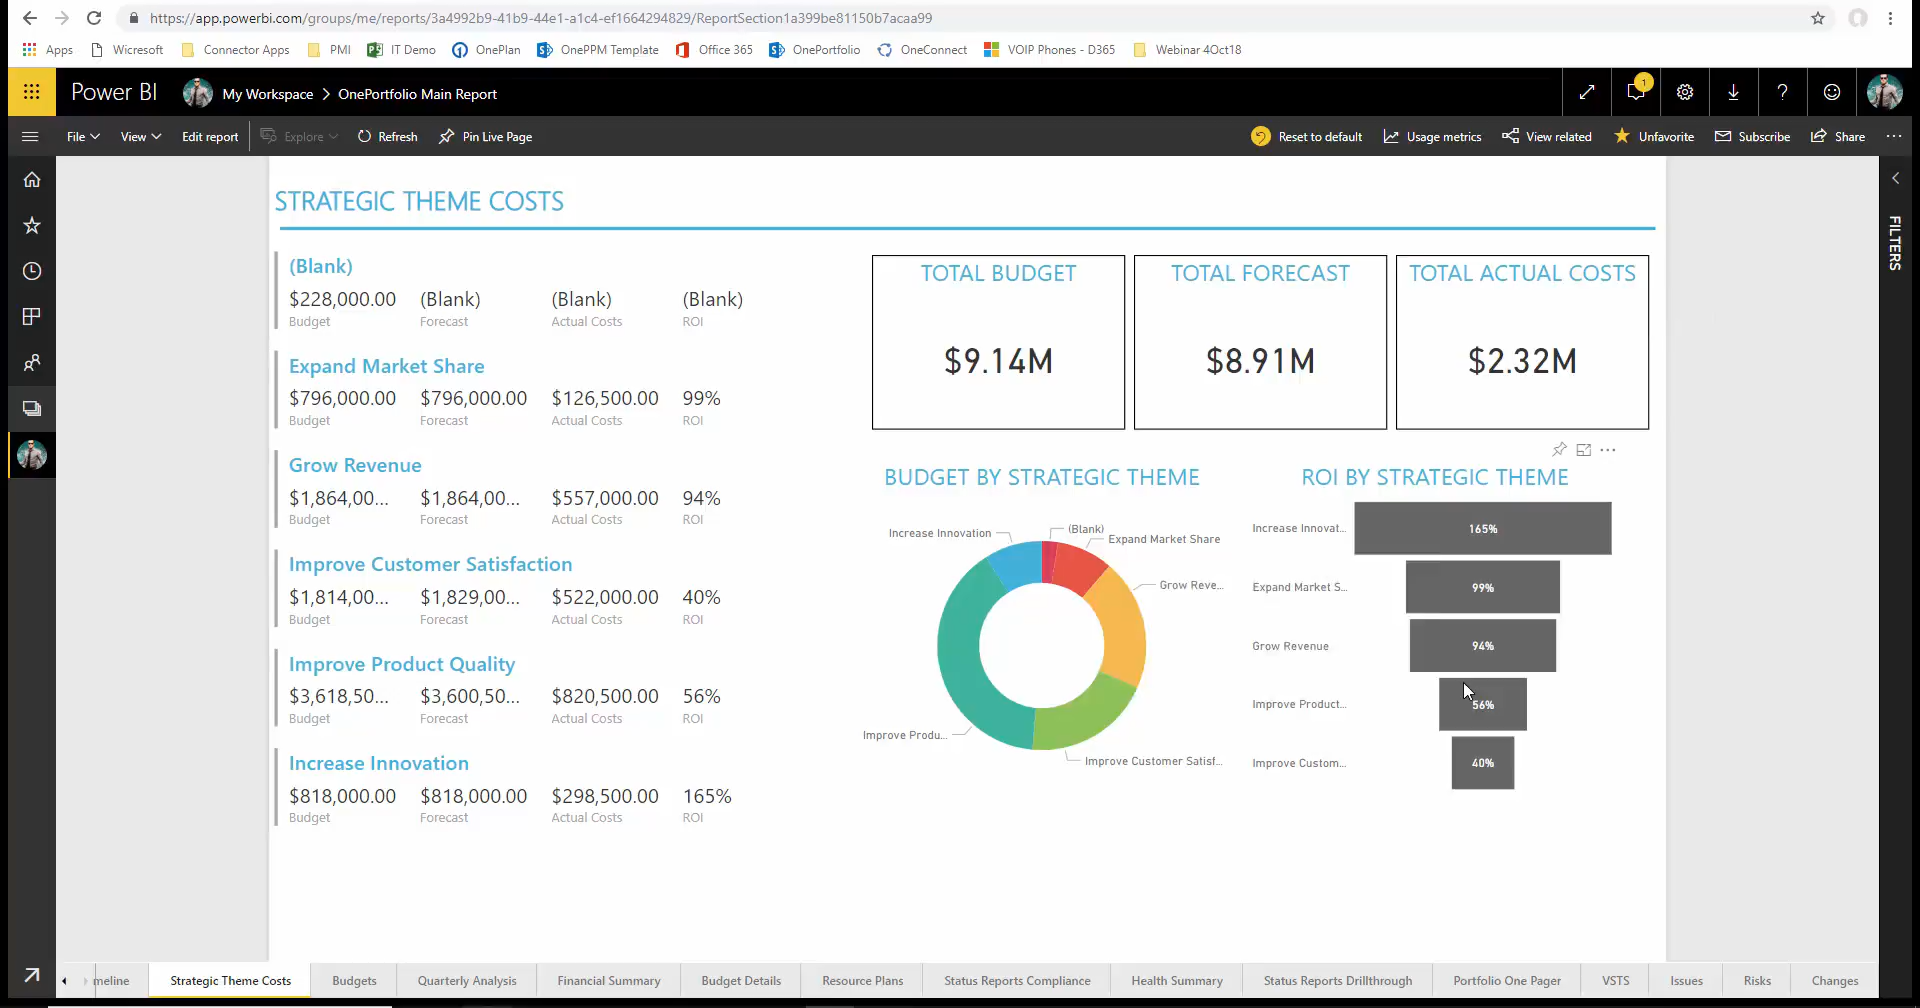 https://app.powerbi.com/groups/me/reports/3a4992b9-41b9-44e1-a1c4-ef1664294829/ReportSection1a399be81150b7acaa99
Apps Wicresoft Connector Apps PMI IT Demo OnePlan OnePPM Template Office 365 OnePortfolio OneConnect VOIP Phones - D365 Webinar 4Oct18
Power BI My Workspace > OnePortfolio Main Report 1 ?
File View Edit report Explore Refresh Pin Live Page Reset to default Usage metrics View related Unfavorite Subscribe Share ...
FILTERS
STRATEGIC THEME COSTS
(Blank)
$228,000.00 (Blank) (Blank) (Blank)
Budget Forecast Actual Costs ROI
Expand Market Share
$796,000.00 $796,000.00 $126,500.00 99%
Budget Forecast Actual Costs ROI
Grow Revenue
$1,864,00... $1,864,00... $557,000.00 94%
Budget Forecast Actual Costs ROI
Improve Customer Satisfaction
$1,814,00... $1,829,00... $522,000.00 40%
Budget Forecast Actual Costs ROI
Improve Product Quality
$3,618,50... $3,600,50... $820,500.00 56%
Budget Forecast Actual Costs ROI
Increase Innovation
$818,000.00 $818,000.00 $298,500.00 165%
Budget Forecast Actual Costs ROI
TOTAL BUDGET
$9.14M
TOTAL FORECAST
$8.91M
TOTAL ACTUAL COSTS
$2.32M
BUDGET BY STRATEGIC THEME
(Blank)
Increase Innovation
Expand Market Share
Grow Reve...
Improve Produ...
Improve Customer Satisf...
ROI BY STRATEGIC THEME
Increase Innovat... 165%
Expand Market S... 99%
Grow Revenue 94%
Improve Product... 56%
Improve Custom... 40%
meline Strategic Theme Costs Budgets Quarterly Analysis Financial Summary Budget Details Resource Plans Status Reports Compliance Health Summary Status Reports Drillthrough Portfolio One Pager VSTS Issues Risks Changes